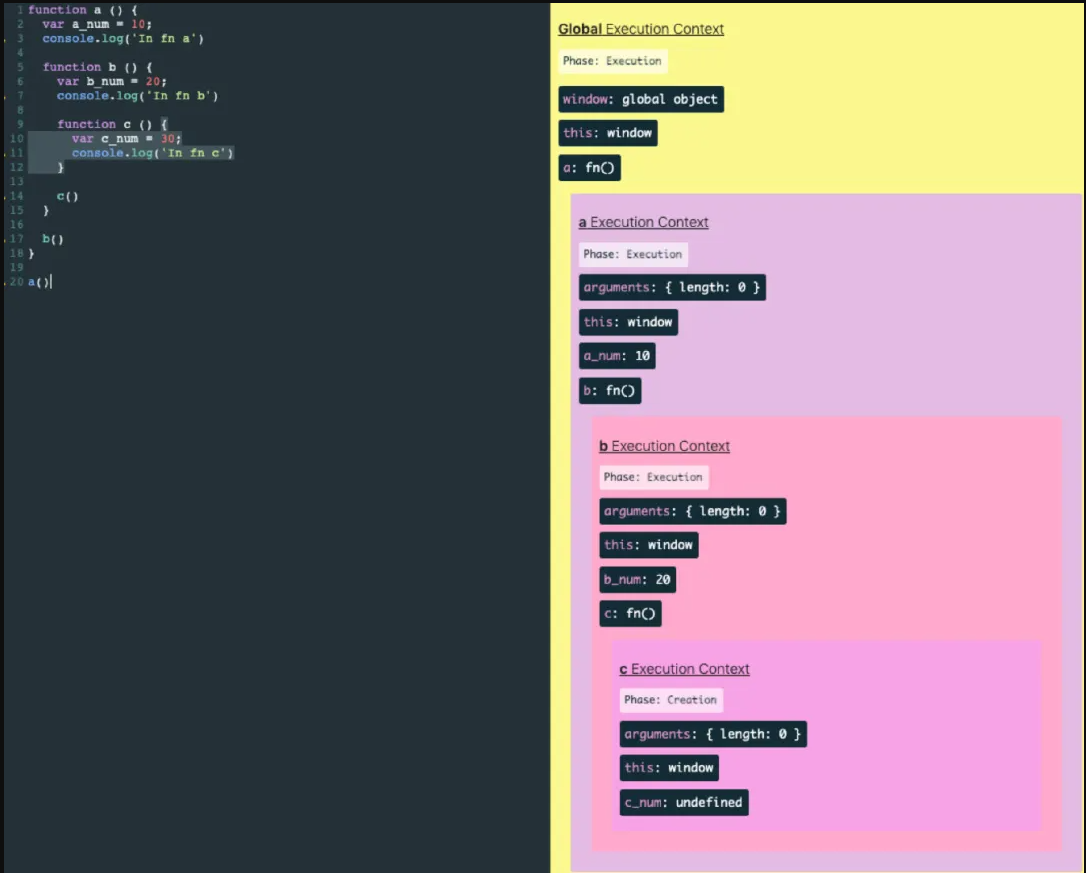 1 function a () {
2 var a_num = 10;
3 console.log('In fn a')
4
5 function b () {
6 var b_num = 20;
7 console.log('In fn b')
8
9 function c () {
10 var c_num = 30;
11 console.log('In fn c')
12 }
13
14 c()
15 }
16
17 b()
18 }
19
20 a()
Global Execution Context
Phase: Execution
window: global object
this: window
a: fn()
a Execution Context
Phase: Execution
arguments: { length: 0 }
this: window
a_num: 10
b: fn()
b Execution Context
Phase: Execution
arguments: { length: 0 }
this: window
b_num: 20
c: fn()
c Execution Context
Phase: Creation
arguments: { length: 0 }
this: window
c_num: undefined